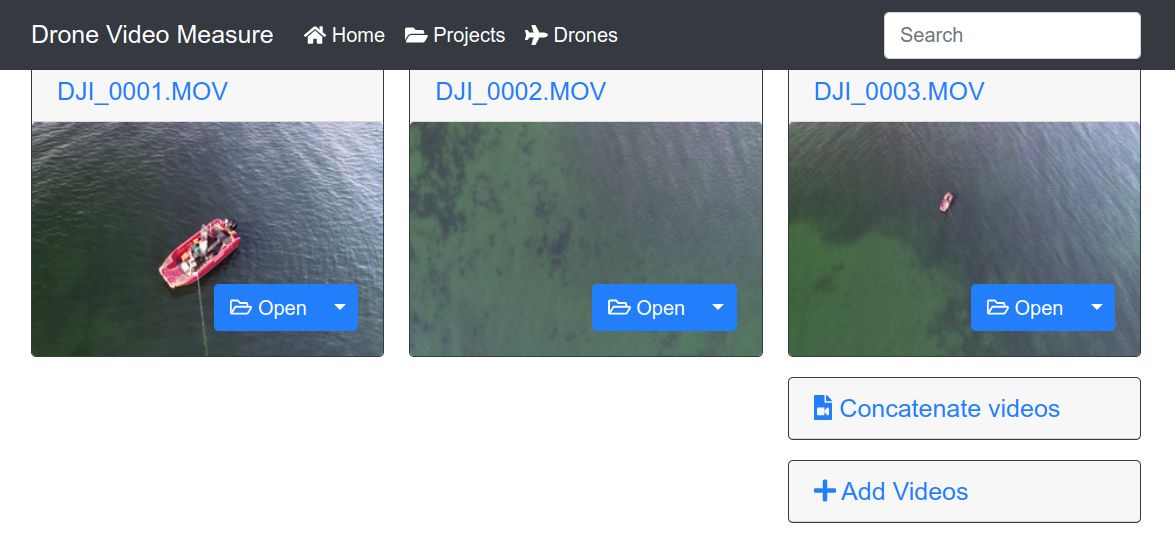 Drone Video Measure Home Projects Drones Search
DJI_0001.MOV DJI_0002.MOV DJI_0003.MOV
Open Open Open
Concatenate videos
Add Videos